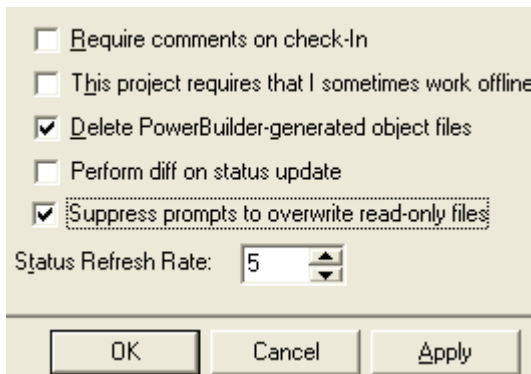 Require comments on check-In
This project requires that I sometimes work offline
Delete PowerBuilder-generated object files
Perform diff on status update
Suppress prompts to overwrite read-only files
Status Refresh Rate: 5
OK Cancel Apply